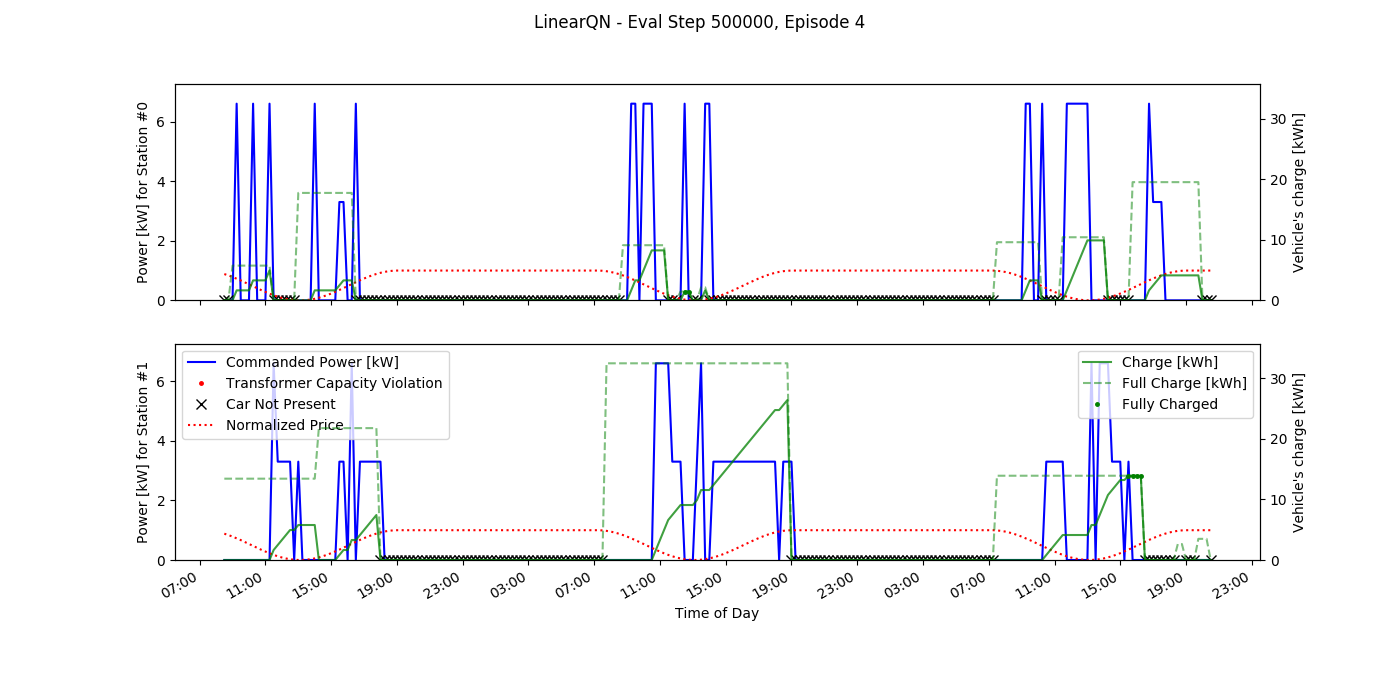 LinearQN - Eval Step 500000, Episode 4
Power [kW] for Station #0
6
4
2
0
30
20
10
0
Vehicle's charge [kWh]
Power [kW] for Station #1
6
4
2
0
Commanded Power [kW]
Transformer Capacity Violation
Car Not Present
Normalized Price
Charge [kWh]
Full Charge [kWh]
Fully Charged
30
20
10
0
Vehicle's charge [kWh]
07:00
11:00
15:00
19:00
23:00
03:00
07:00
11:00
15:00
19:00
23:00
03:00
07:00
11:00
15:00
19:00
23:00
Time of Day